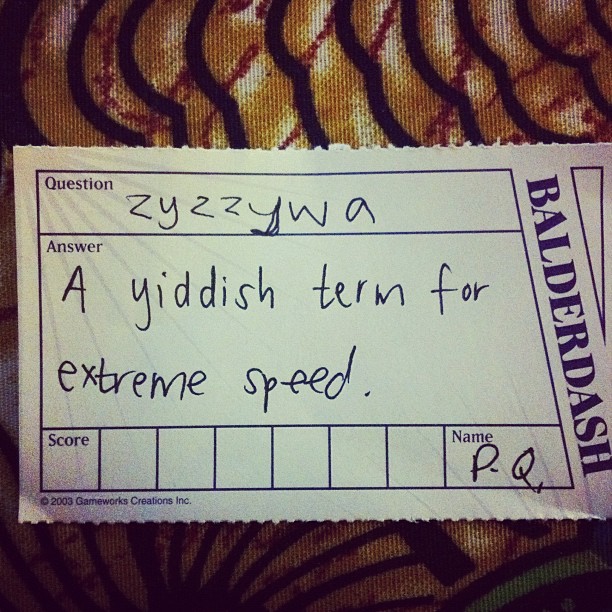 Question
zyzzywa
Answer
A yiddish term for
extreme speed.
Score
Name
P.Q.
© 2003 Gameworks Creations Inc.
BALDERDASH